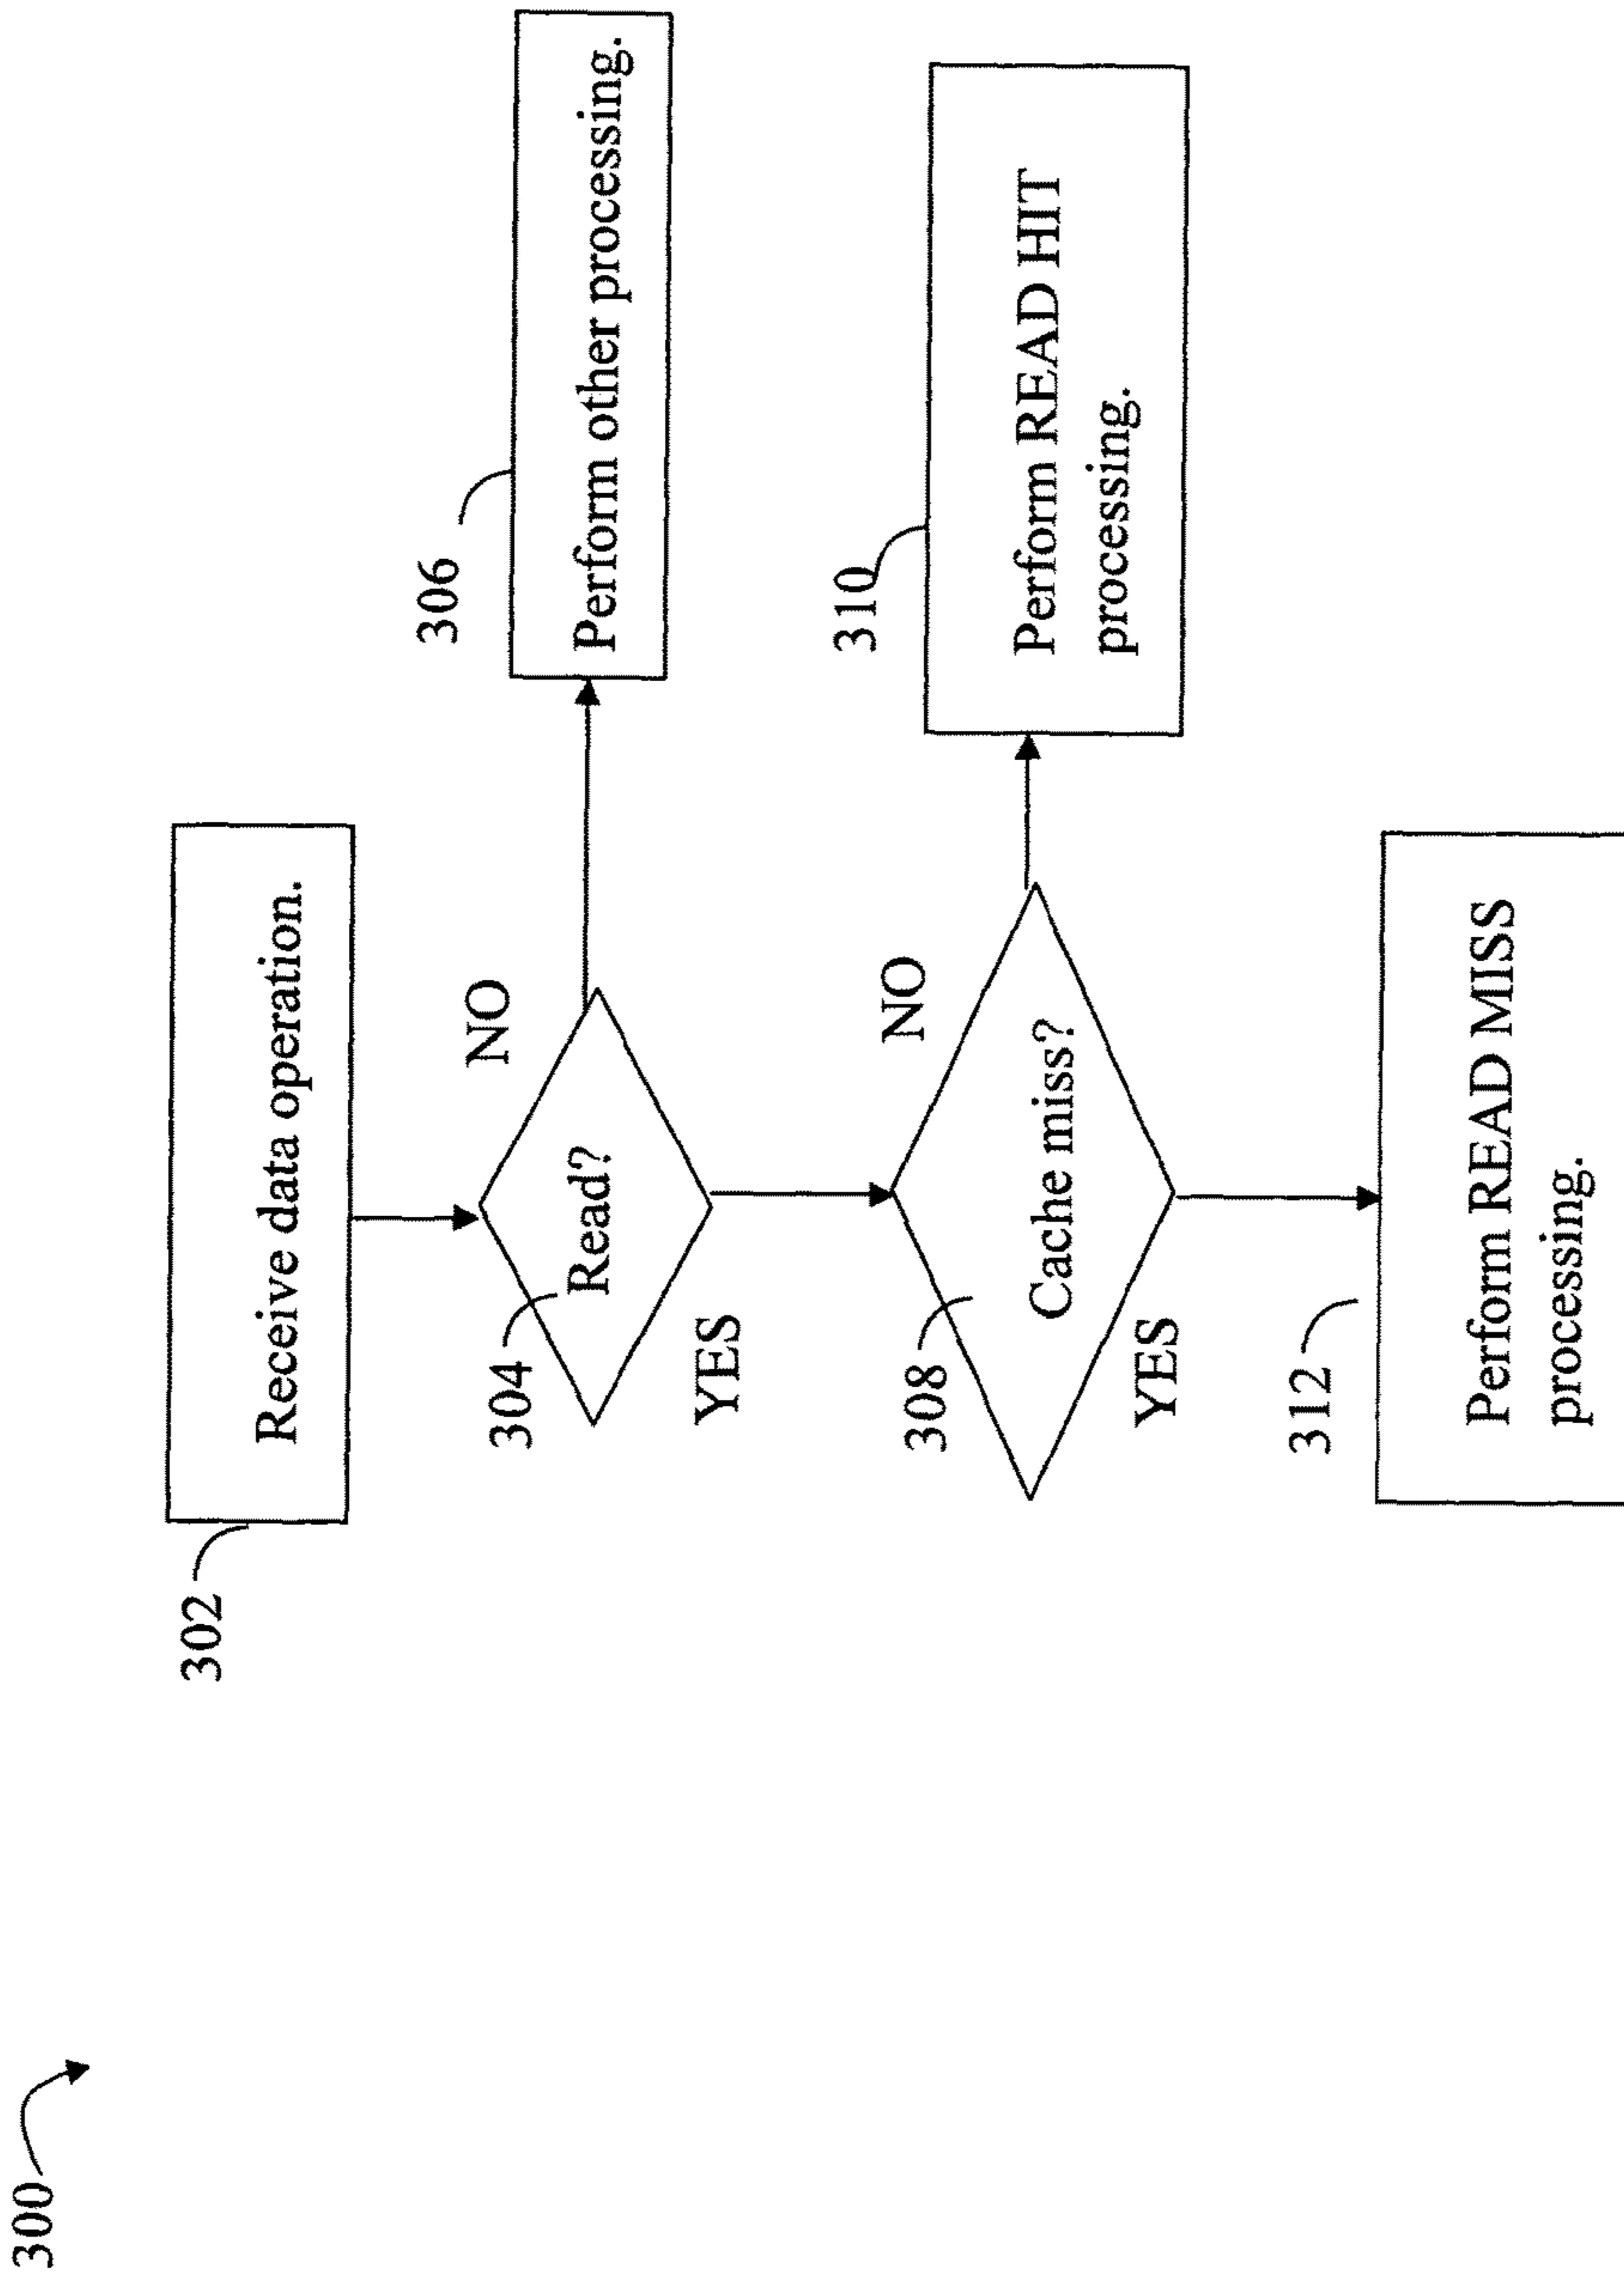 300
302
Receive data operation.
304
Read?
NO
306
Perform other processing.
YES
308
Cache miss?
NO
310
Perform READ HIT
processing.
YES
312
Perform READ MISS
processing.